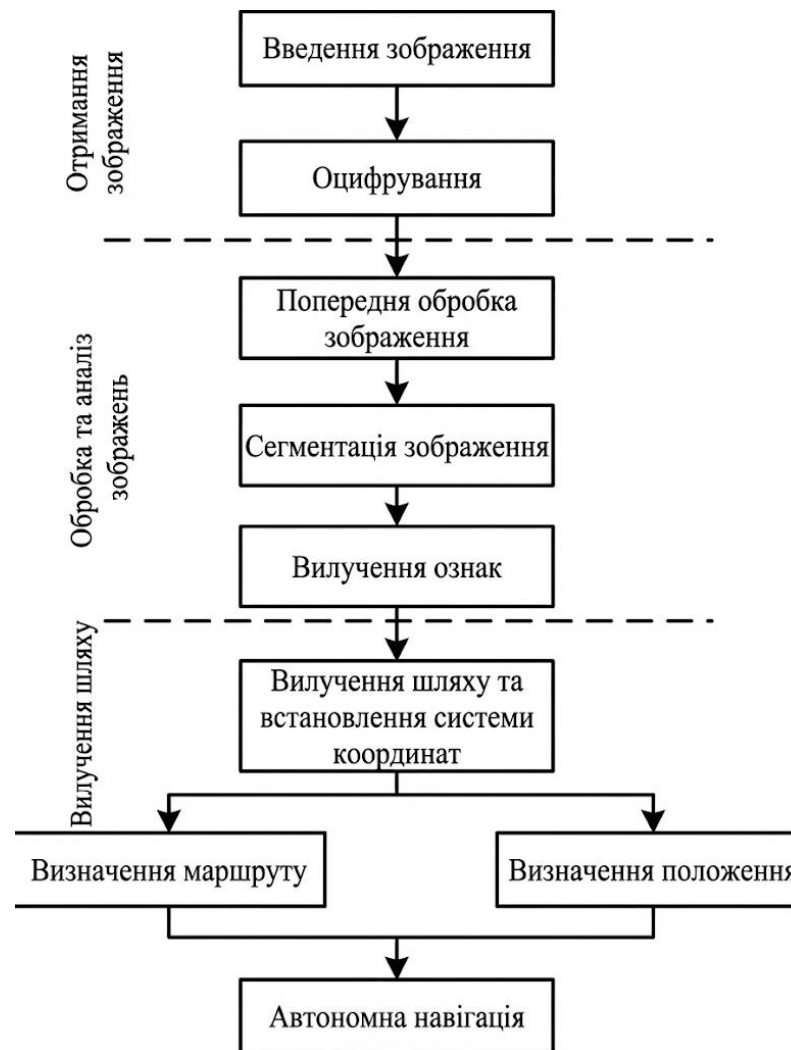 Отримання
зображення
Введення зображення
Оцифрування
Обробка та аналіз
зображень
Попередня обробка
зображення
Сегментація зображення
Вилучення ознак
Вилучення шляху
Вилучення шляху та
встановлення системи
координат
Визначення маршруту
Визначення положення
Автономна навігація